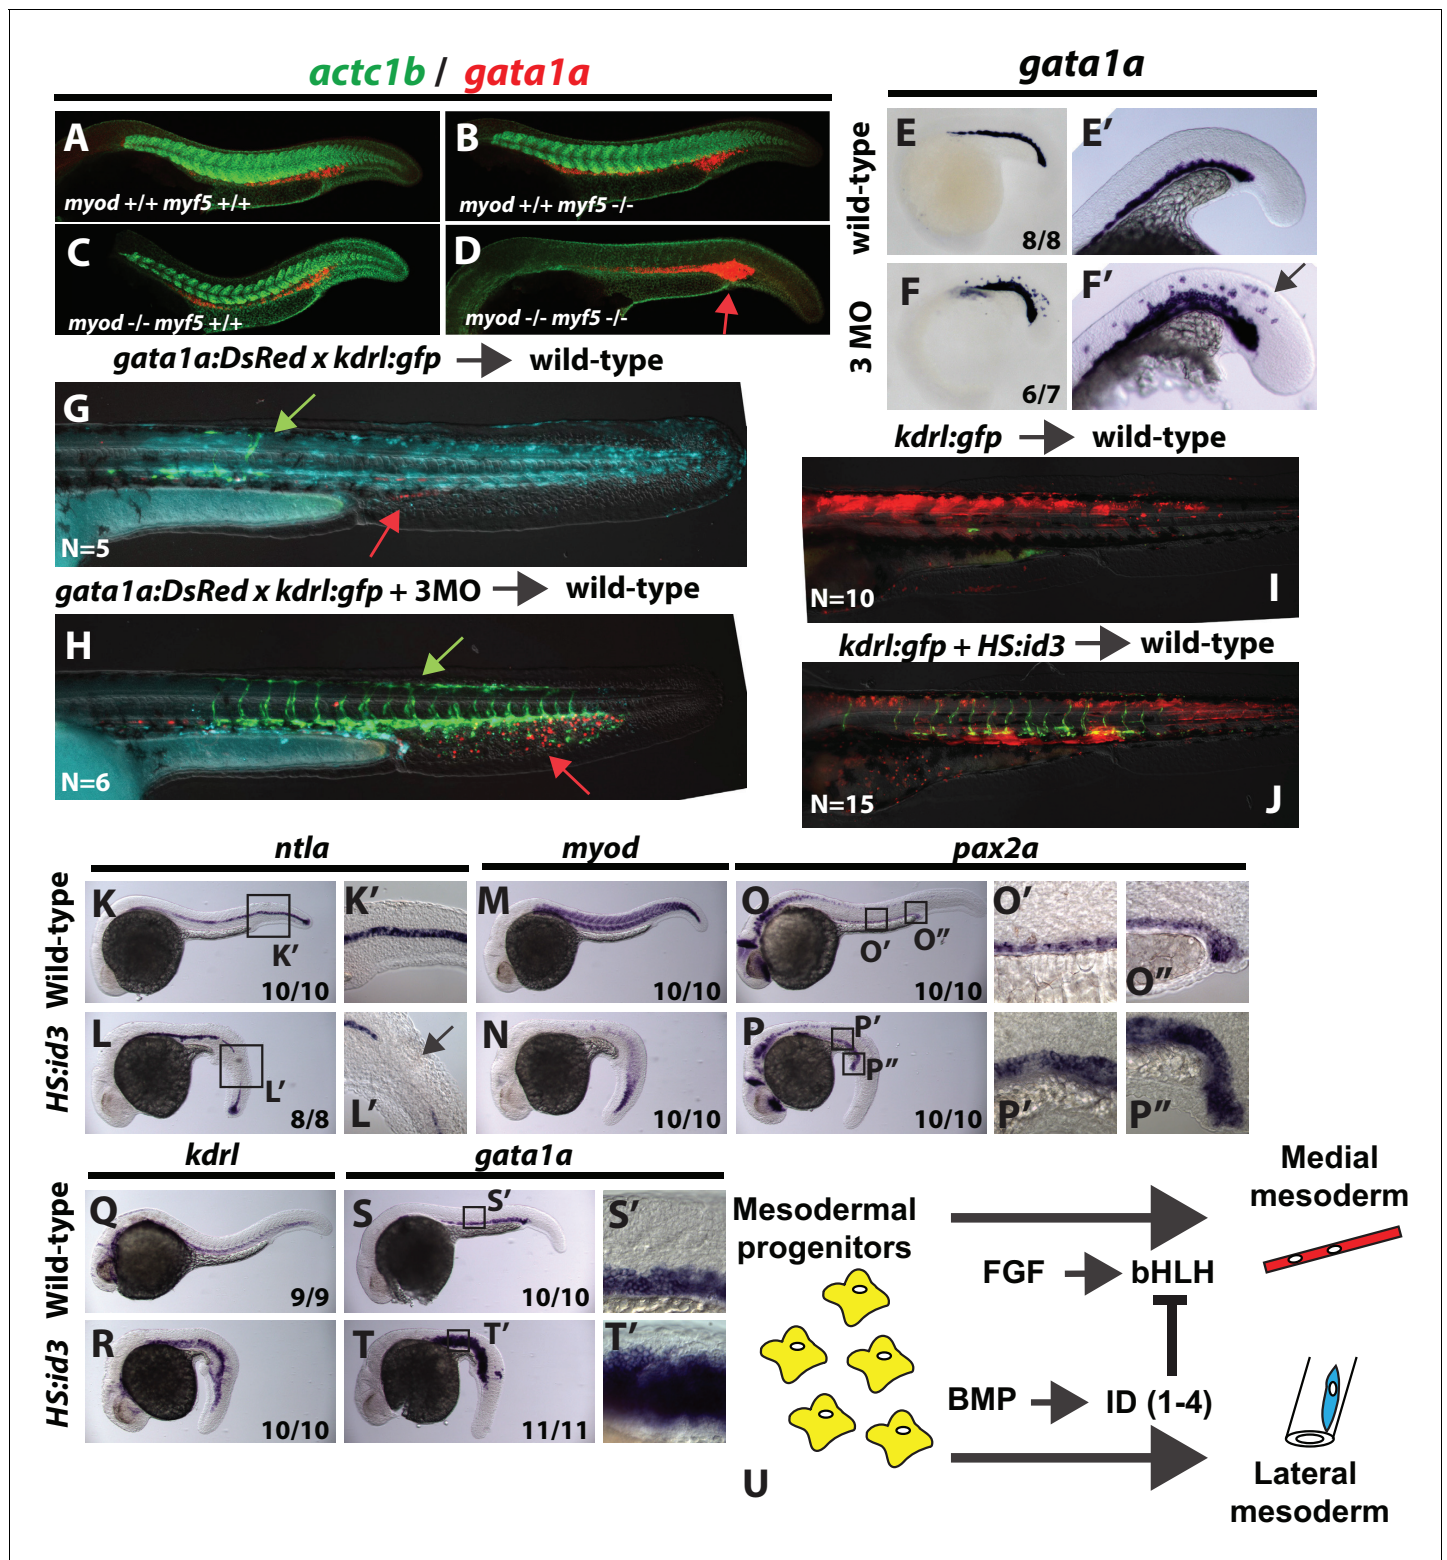 actc1b / gata1a
gata1a
A
myod +/+ myf5 +/+
B
myod +/+ myf5 -/-
C
myod -/- myf5 +/+
D
myod -/- myf5 -/-
wild-type
E
8/8
E′
3 MO
F
6/7
F′
gata1a:DsRed x kdrl:gfp wild-type
G
N=5
gata1a:DsRed x kdrl:gfp + 3MO wild-type
H
N=6
kdrl:gfp wild-type
I
N=10
kdrl:gfp + HS:id3 wild-type
J
N=15
ntla
myod
pax2a
Wild-type
K
K′
10/10
K′
M
10/10
O
O′
O″
10/10
O′
O″
HS:id3
L
L′
8/8
L′
N
10/10
P
P′
P″
10/10
P′
P″
kdrl
gata1a
Wild-type
Q
9/9
S
S′
10/10
S′
HS:id3
R
10/10
T
T′
11/11
T′
Mesodermal
progenitors
Medial
mesoderm
FGF bHLH
BMP ID (1-4)
Lateral
mesoderm
U